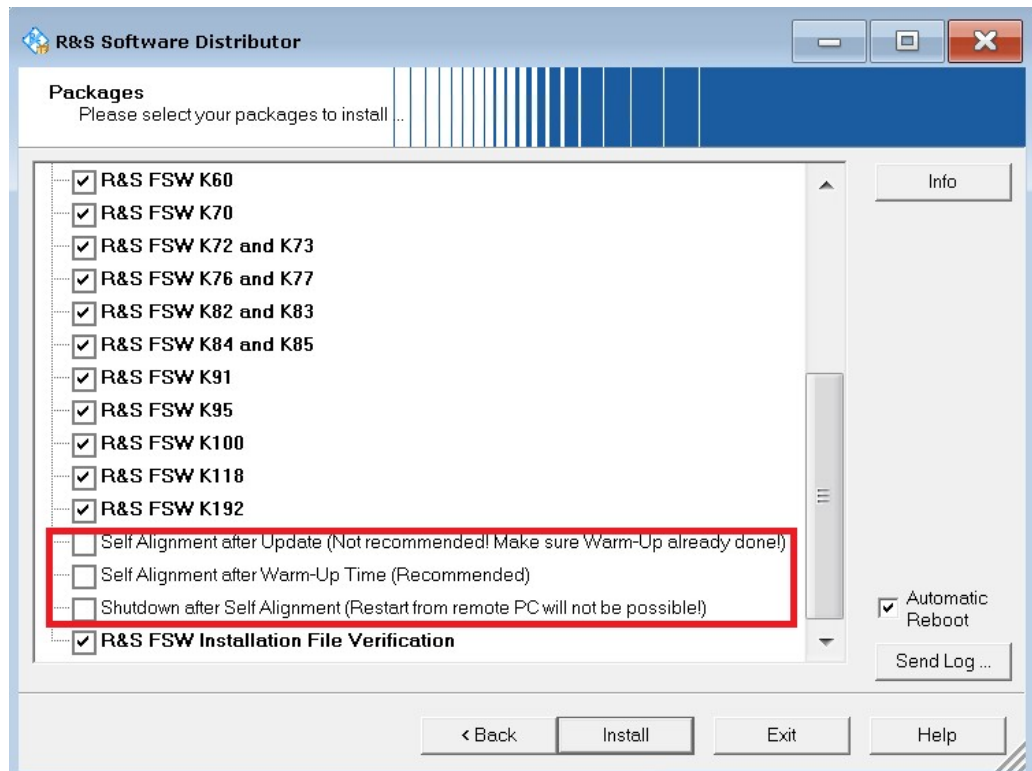 R&S Software Distributor
Packages
Please select your packages to install ...
R&S FSW K60
R&S FSW K70
R&S FSW K72 and K73
R&S FSW K76 and K77
R&S FSW K82 and K83
R&S FSW K84 and K85
R&S FSW K91
R&S FSW K95
R&S FSW K100
R&S FSW K118
R&S FSW K192
Self Alignment after Update (Not recommended! Make sure Warm-Up already done!)
Self Alignment after Warm-Up Time (Recommended)
Shutdown after Self Alignment (Restart from remote PC will not be possible!)
R&S FSW Installation File Verification
Info
Automatic
Reboot
Send Log ...
< Back
Install
Exit
Help